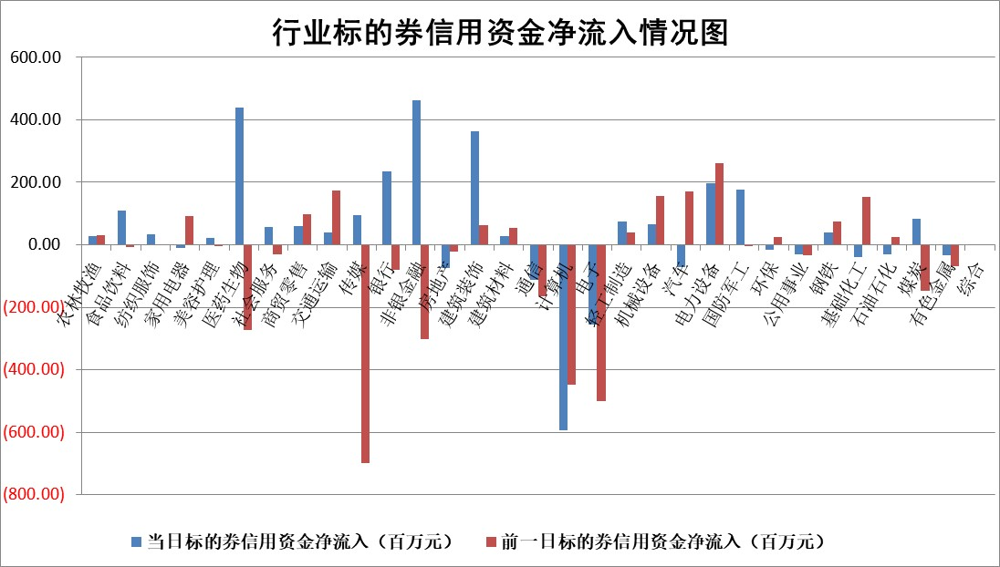 行业标的券信用资金净流入情况图
600.00
400.00
200.00
0.00
(200.00)
(400.00)
(600.00)
(800.00)
农林牧渔
食品饮料
纺织服饰
家用电器
美容护理
医药生物
社会服务
商贸零售
交通运输
传媒
银行
非银金融
房地产
建筑装饰
建筑材料
通信
计算机
电子
轻工制造
机械设备
汽车
电力设备
国防军工
环保
公用事业
钢铁
基础化工
石油石化
煤炭
有色金属
综合
当日标的券信用资金净流入（百万元）
前一日标的券信用资金净流入（百万元）